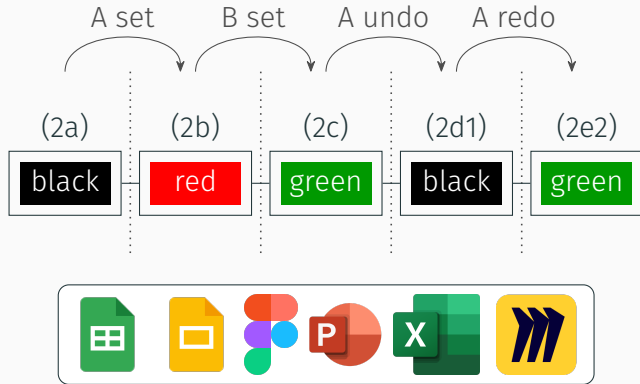 A set B set A undo A redo
(2a) (2b) (2c) (2d1) (2e2)
black red green black green
P X